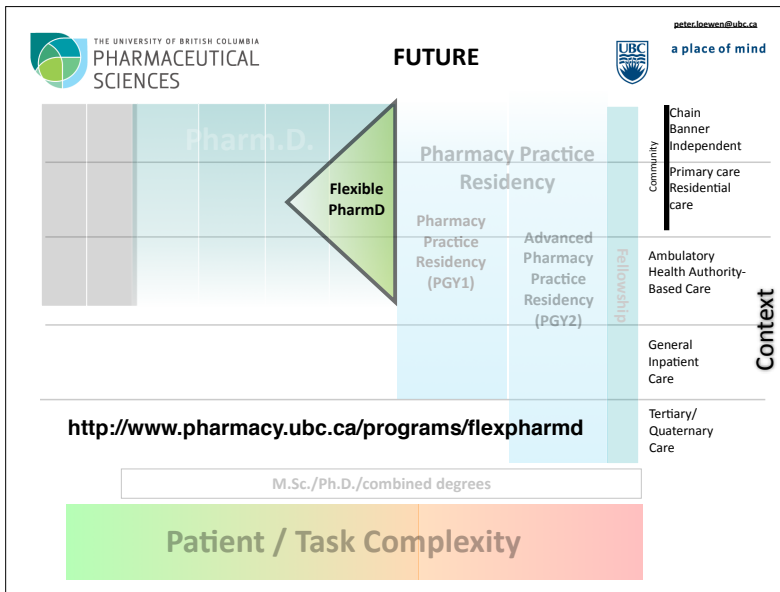 peter.loewen@ubc.ca
THE UNIVERSITY OF BRITISH COLUMBIA
PHARMACEUTICAL
SCIENCES
FUTURE
UBC
a place of mind
Pharm.D.
Flexible
PharmD
Pharmacy Practice
Residency
Pharmacy
Practice
Residency
(PGY1)
Advanced
Pharmacy
Practice
Residency
(PGY2)
Fellowship
Community
Chain
Banner
Independent
Primary care
Residential
care
Ambulatory
Health Authority-
Based Care
General
Inpatient
Care
Tertiary/
Quaternary
Care
Context
http://www.pharmacy.ubc.ca/programs/flexpharmd
M.Sc./Ph.D./combined degrees
Patient / Task Complexity